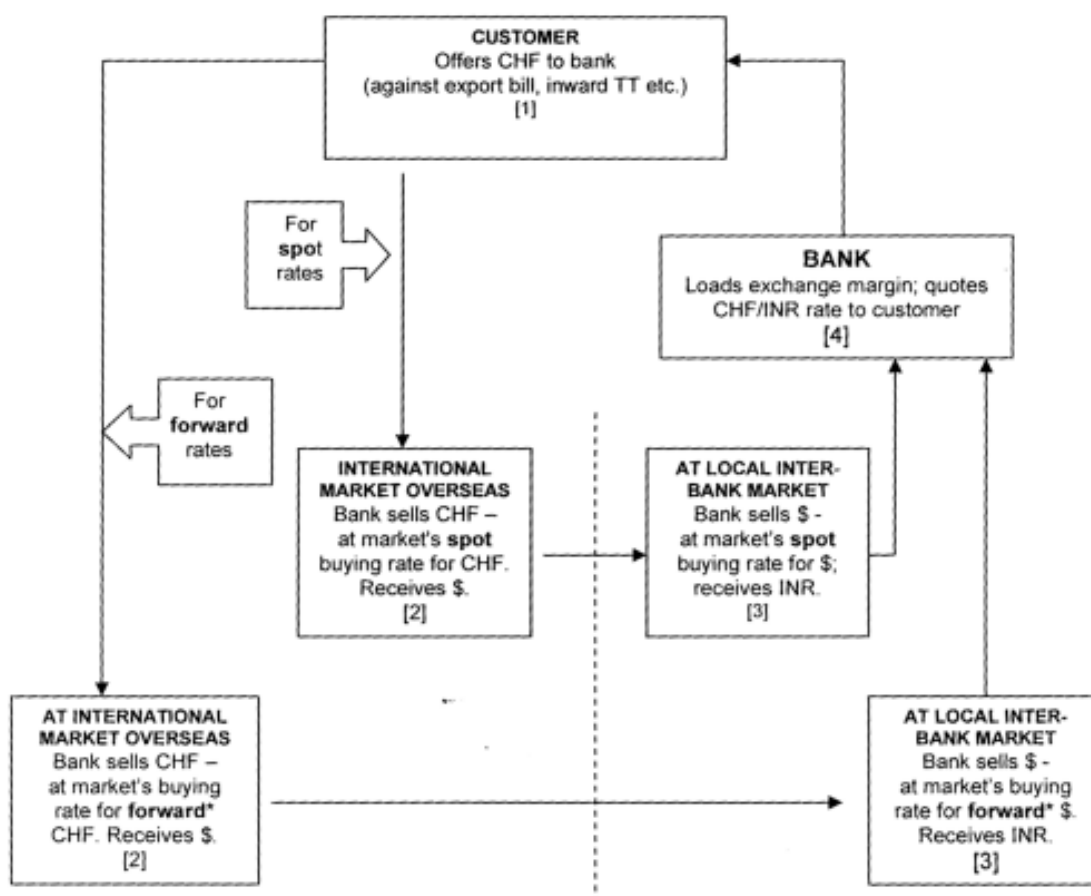 CUSTOMER
Offers CHF to bank
(against export bill, inward TT etc.)
[1]
For
spot
rates
BANK
Loads exchange margin; quotes
CHF/INR rate to customer
[4]
For
forward
rates
INTERNATIONAL
MARKET OVERSEAS
Bank sells CHF –
at market's spot
buying rate for CHF.
Receives $.
[2]
AT LOCAL INTER-
BANK MARKET
Bank sells $ -
at market's spot
buying rate for $;
receives INR.
[3]
AT INTERNATIONAL
MARKET OVERSEAS
Bank sells CHF –
at market's buying
rate for forward*
CHF. Receives $.
[2]
AT LOCAL INTER-
BANK MARKET
Bank sells $ -
at market's buying
rate for forward* $.
Receives INR.
[3]